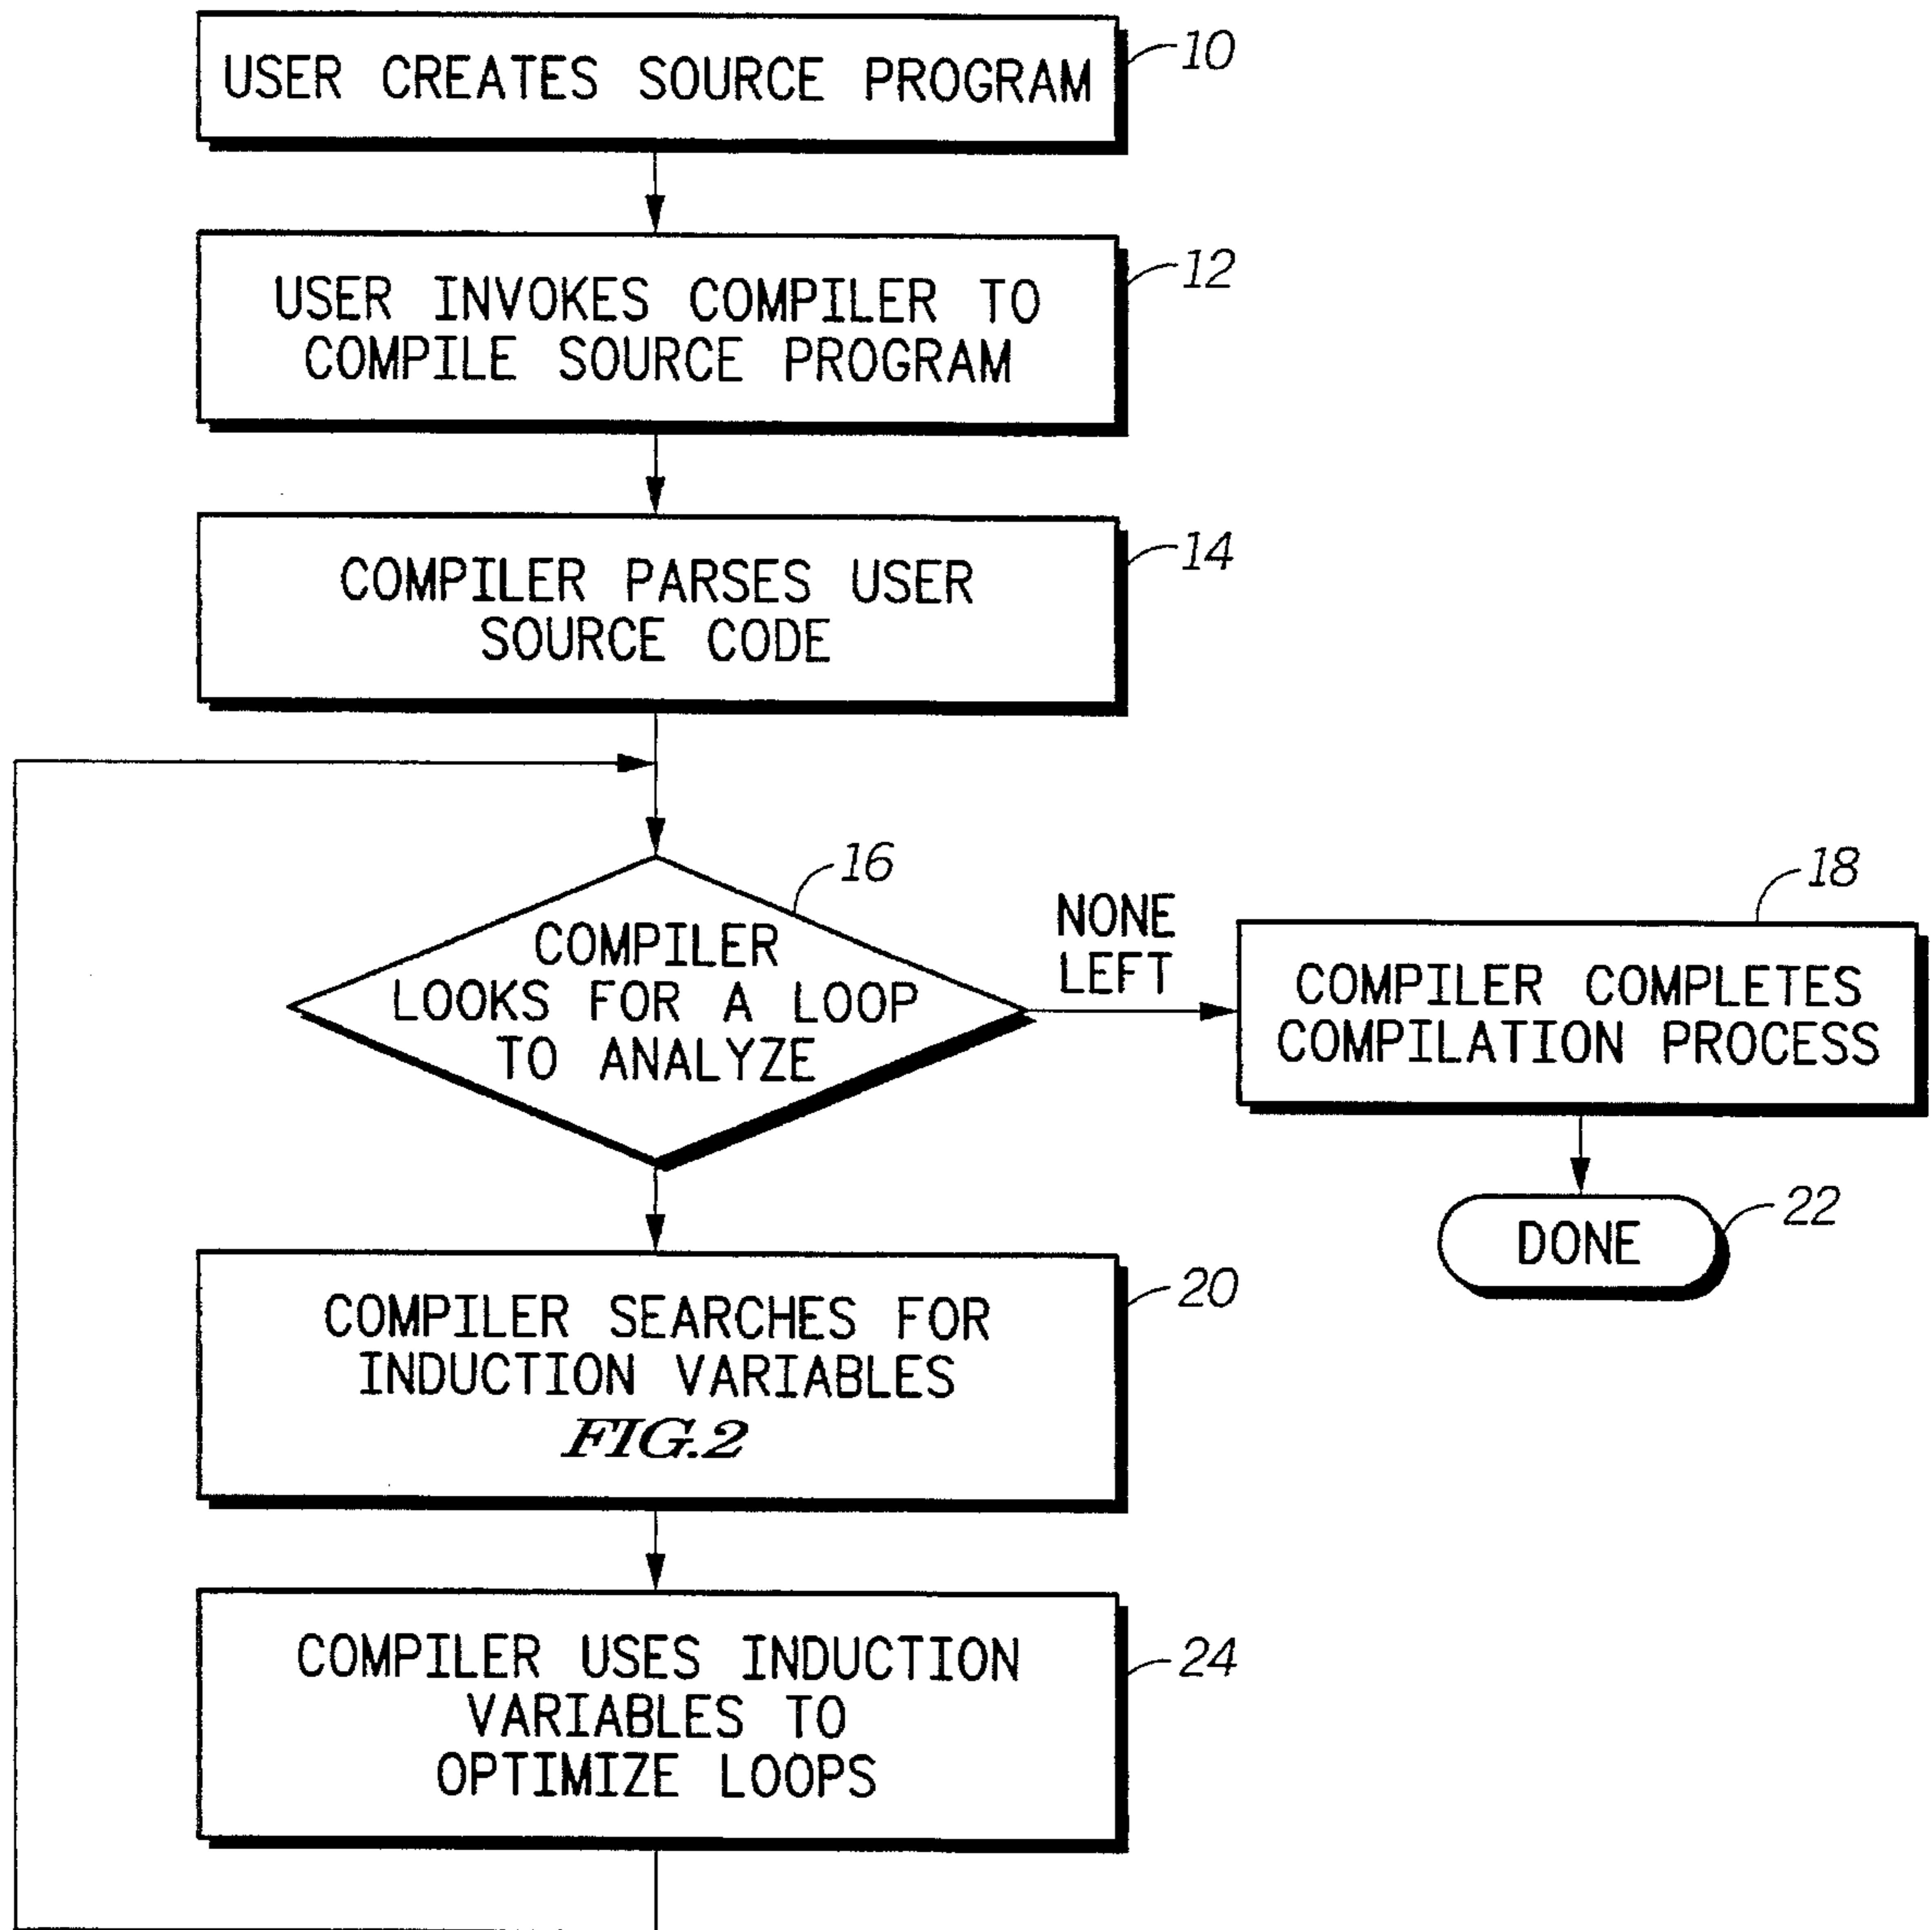 USER CREATES SOURCE PROGRAM
10
USER INVOKES COMPILER TO
COMPILE SOURCE PROGRAM
12
COMPILER PARSES USER
SOURCE CODE
14
16
COMPILER
LOOKS FOR A LOOP
TO ANALYZE
NONE
LEFT
18
COMPILER COMPLETES
COMPILATION PROCESS
DONE
22
COMPILER SEARCHES FOR
INDUCTION VARIABLES
FIG.2
20
COMPILER USES INDUCTION
VARIABLES TO
OPTIMIZE LOOPS
24